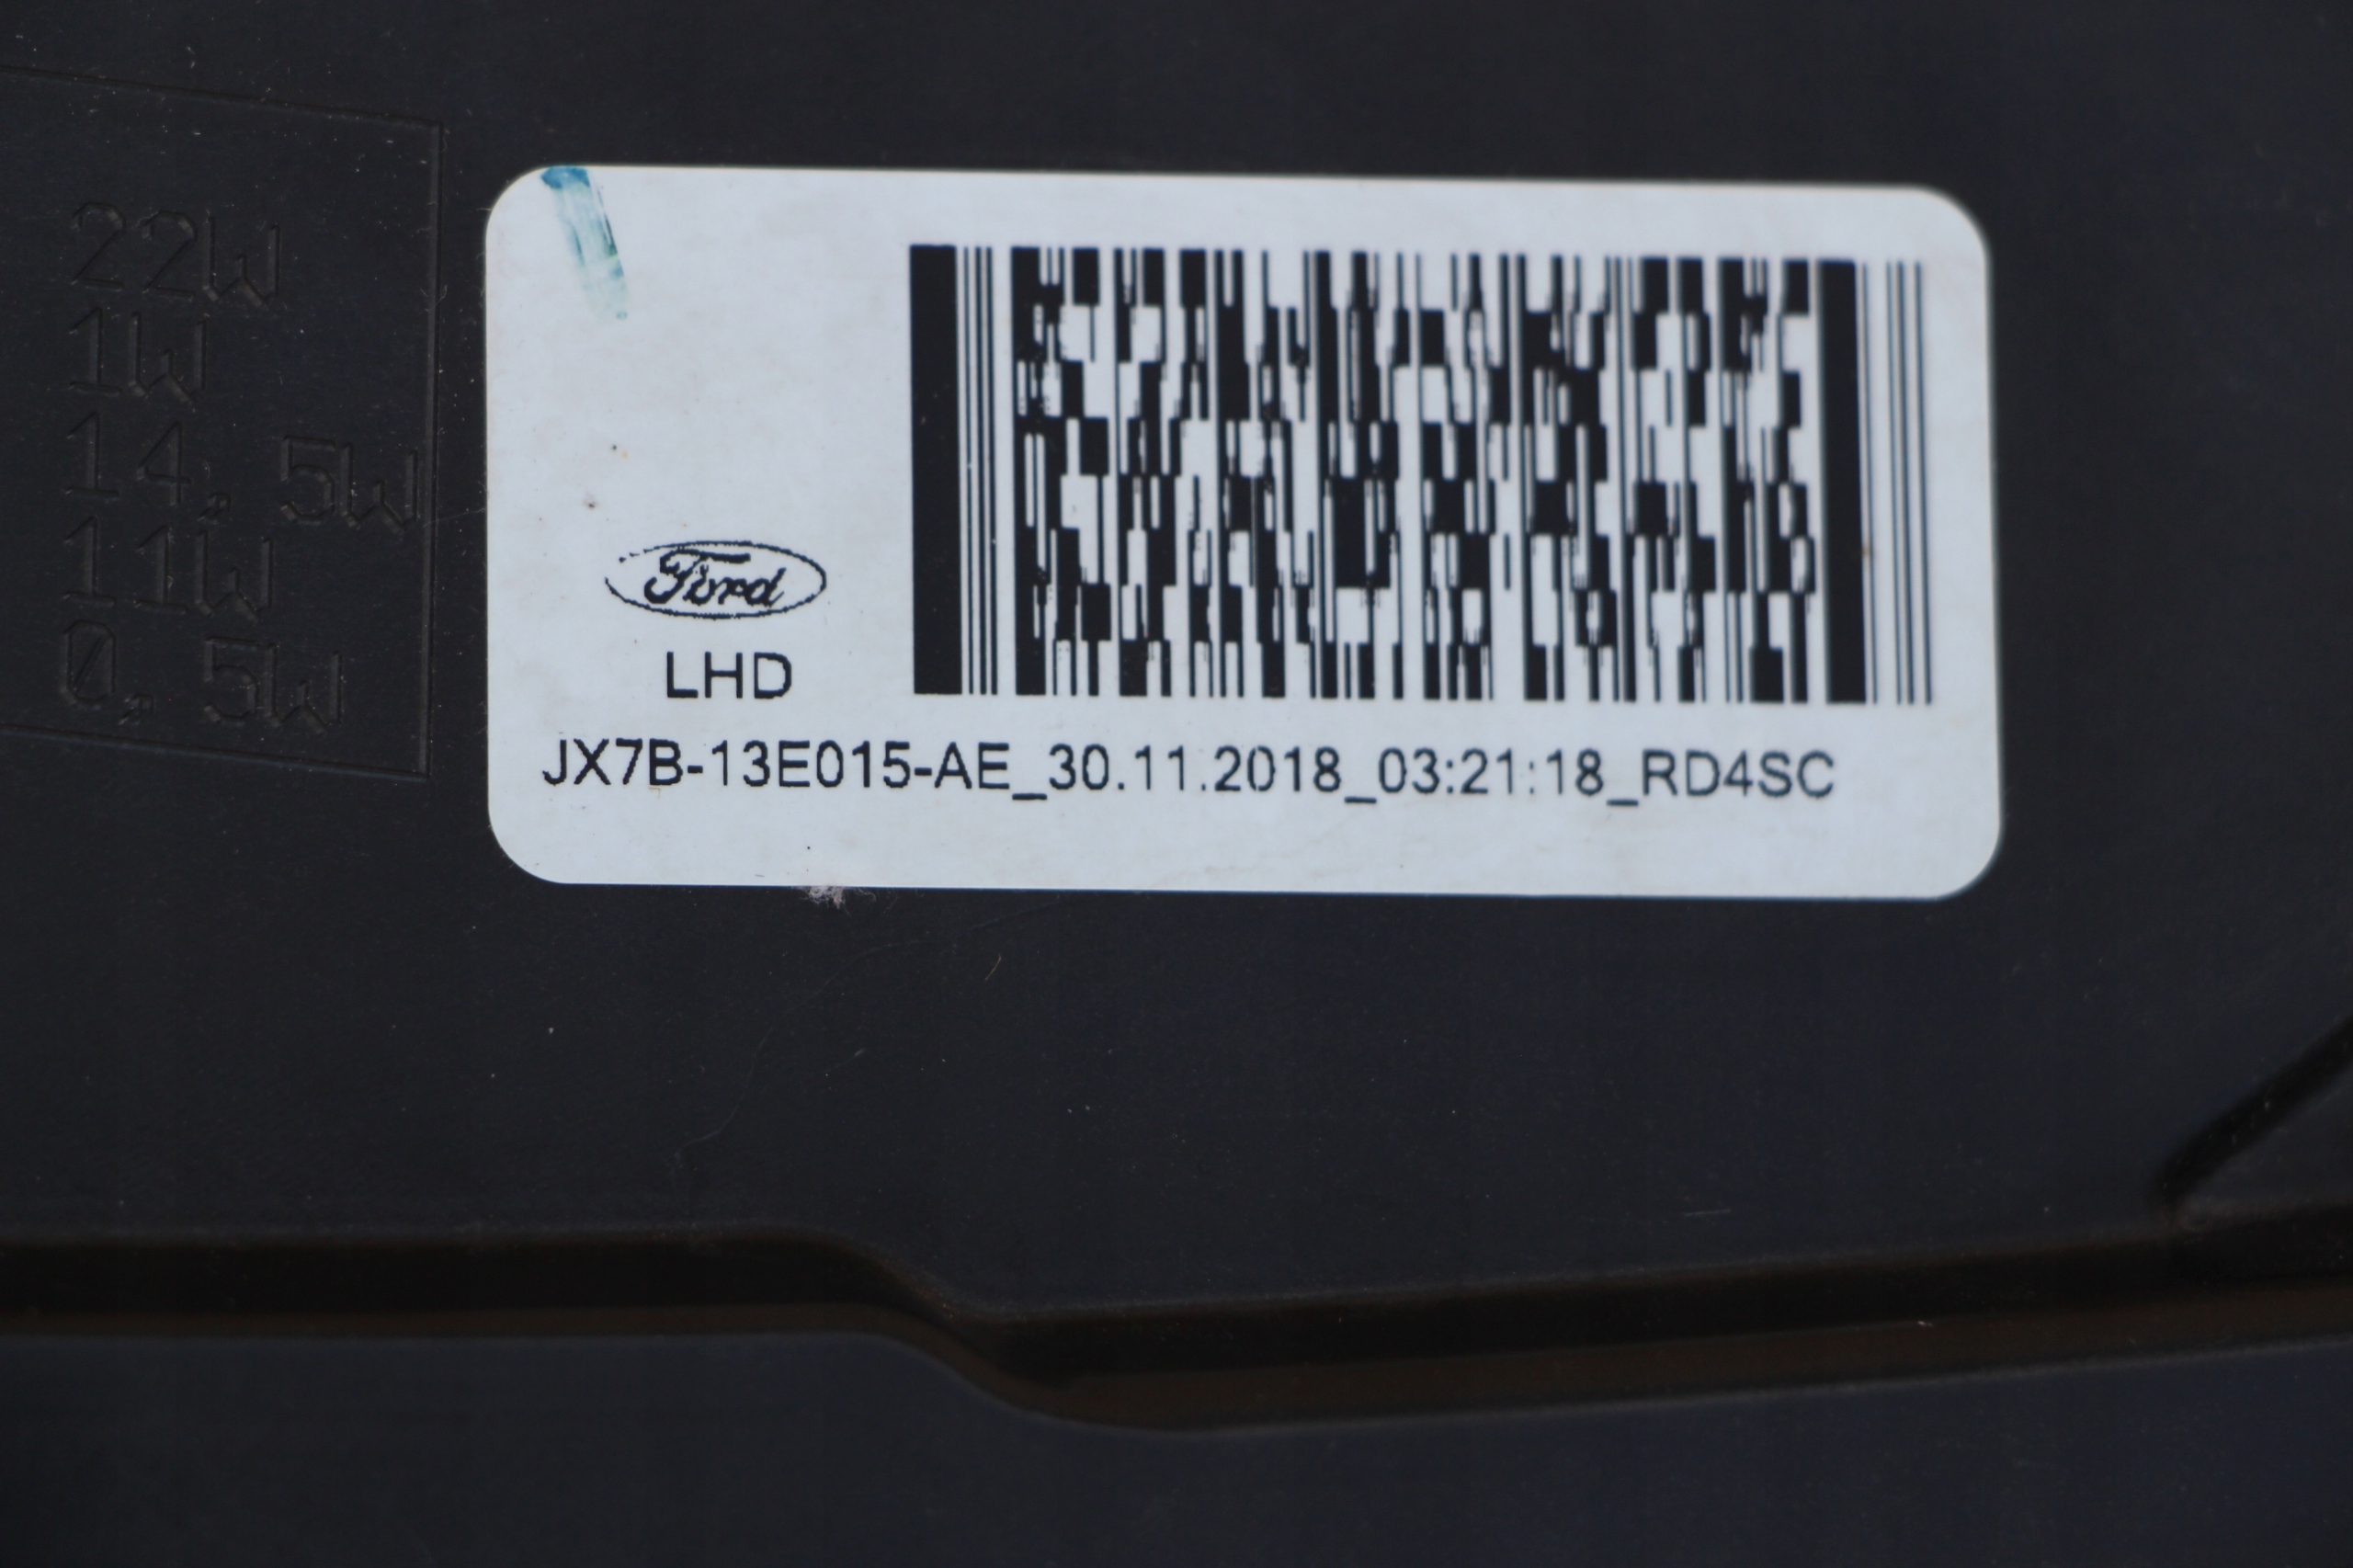 22W
1W
14,5W
11W
0,5W
Ford
LHD
JX7B-13E015-AE_30.11.2018_03:21:18_RD4SC